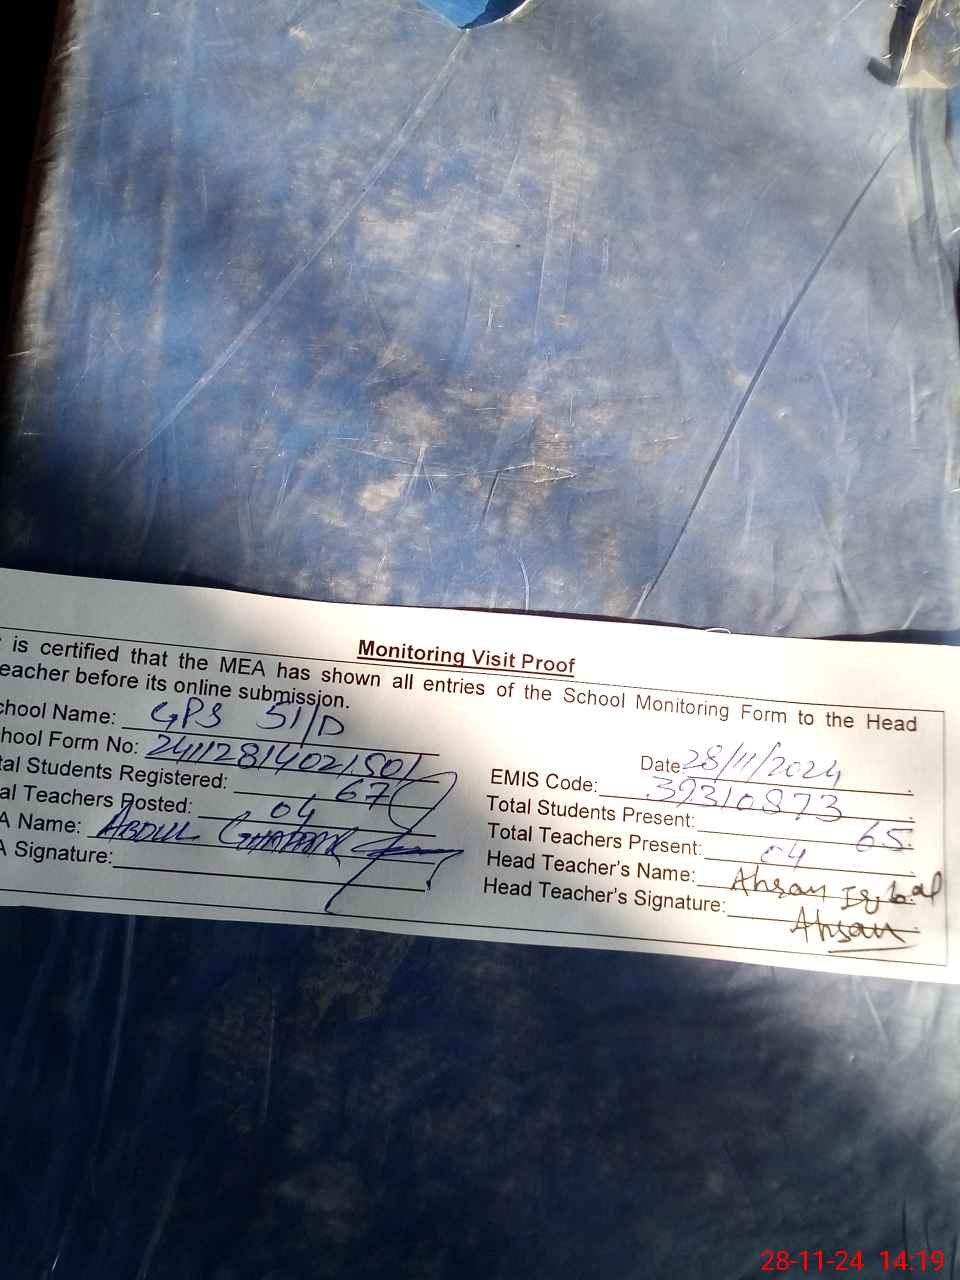 Monitoring Visit Proof
is certified that the MEA has shown all entries of the School Monitoring Form to the Head
eacher before its online submission.
chool Name: GPS 51/D
Date: 28/11/2024
hool Form No: 24112814021501
EMIS Code: 39310873
tal Students Registered: 67
Total Students Present: 65
al Teachers Posted: 04
Total Teachers Present: 04
A Name: ABDUL GHAFFAR
Head Teacher's Name: Ahsan Iqbal
A Signature:
Head Teacher's Signature: Ahsan
28-11-24 14:19